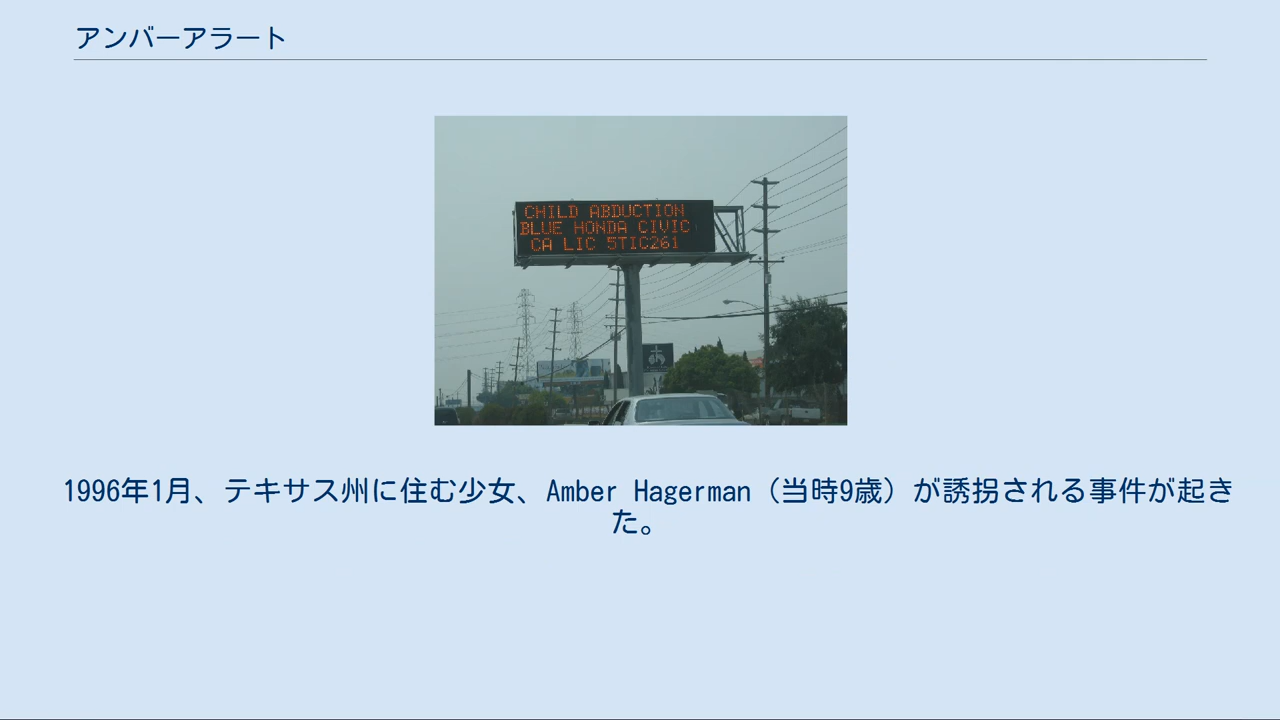 アンバーアラート
CHILD ABDUCTION
BLUE HONDA CIVIC
CA LIC 5TIC261
1996年1月、テキサス州に住む少女、Amber Hagerman（当時9歳）が誘拐される事件が起き
た。